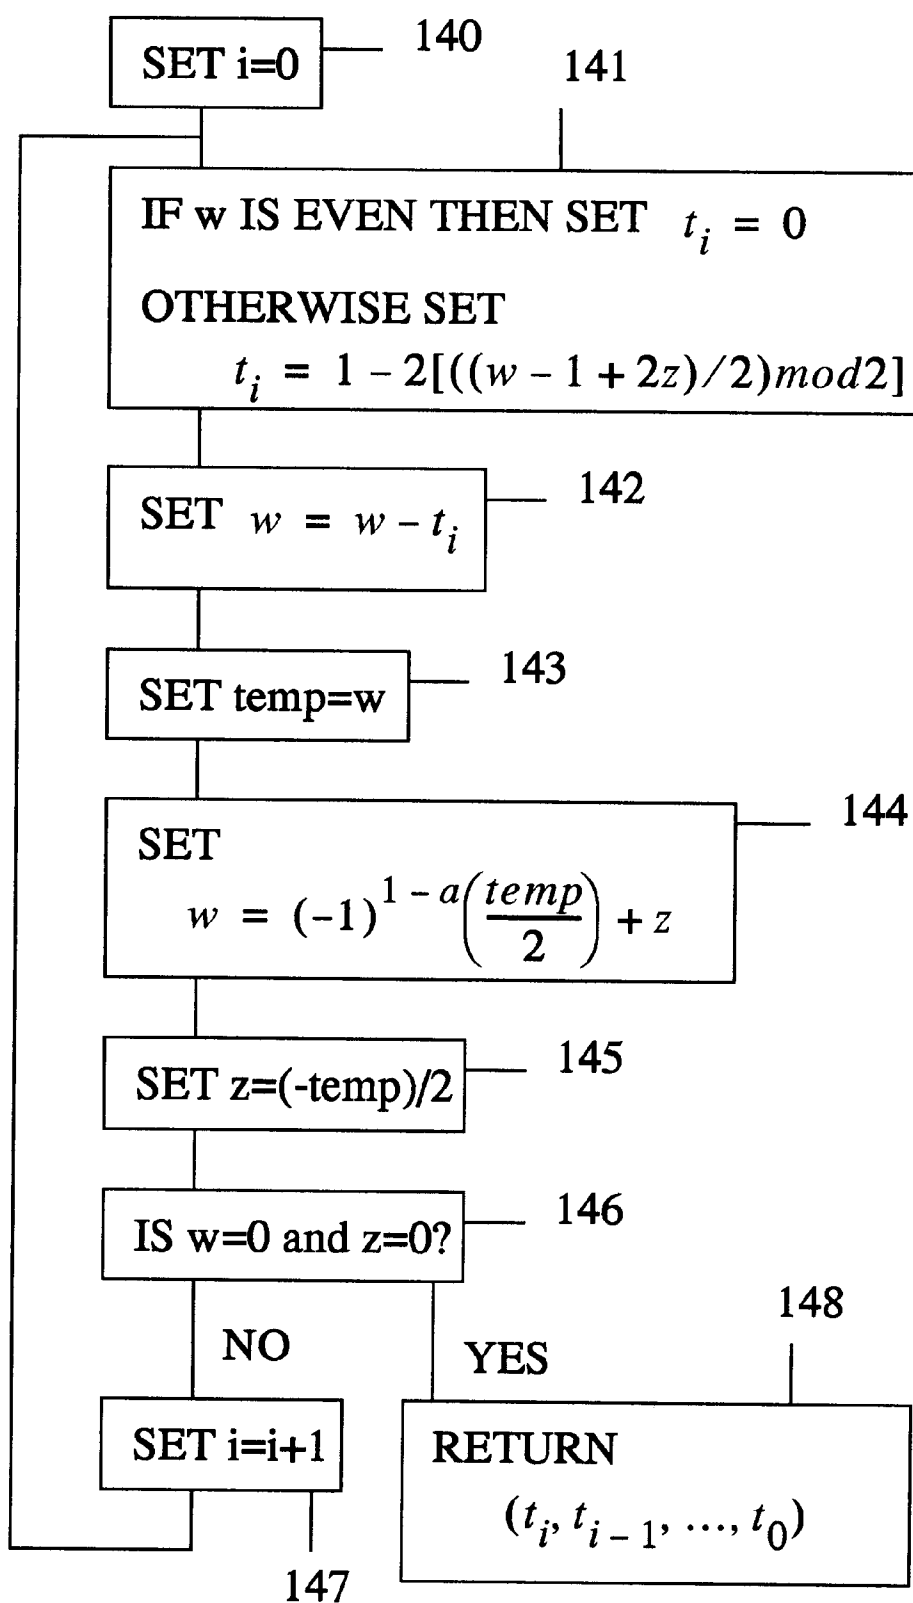 140
SET i=0
141
IF w IS EVEN THEN SET t_i = 0
OTHERWISE SET
t_i = 1 − 2[((w − 1 + 2z)/2)mod2]
142
SET w = w − t_i
143
SET temp=w
144
SET
w = (−1)^{1 − a}(temp/2) + z
145
SET z=(-temp)/2
146
IS w=0 and z=0?
148
NO
YES
SET i=i+1
RETURN
(t_i, t_{i − 1}, ..., t_0)
147